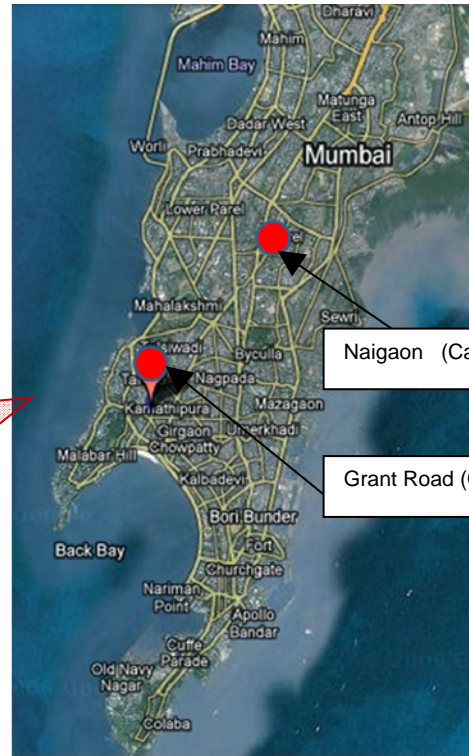 Dharavi
Mahim
Mahim Bay
Matunga
East
Antop Hill
Dadar West
Worli
Prabhadevi
Mumbai
Lower Parel
Mahalakshmi
Sewri
Byculla
Naigaon (Ca
Nagpada
Kamathipura
Mazagaon
Girgaon
Chowpatty
Umerkhadi
Malabar Hill
Kalbadevi
Grant Road (
Bori Bunder
Back Bay
Fort
Churchgate
Nariman
Point
Apollo
Bandar
Cuffe
Parade
Old Navy
Nagar
Colaba